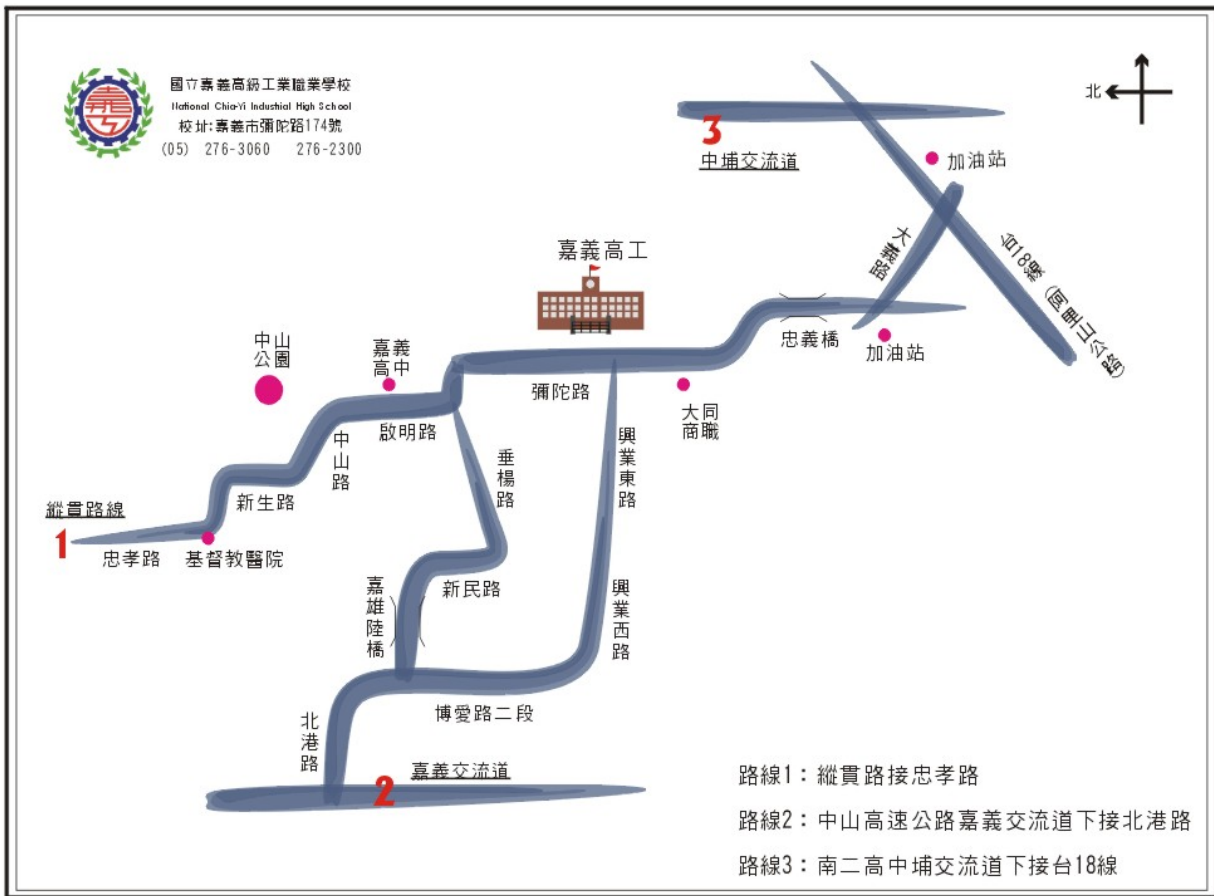 國立嘉義高級工業職業學校
National Chia-Yi Industrial High School
校址:嘉義市彌陀路174號
(05) 276-3060 276-2300
北
3
中埔交流道
加油站
台18線 (阿里山公路)
大義路
嘉義高工
忠義橋
加油站
中山
公園
嘉義
高中
彌陀路
大同
商職
啟明路
中山路
垂楊路
興業東路
新生路
縱貫路線
1
忠孝路
基督教醫院
新民路
嘉雄陸橋
興業西路
博愛路二段
北港路
嘉義交流道
2
路線1：縱貫路接忠孝路
路線2：中山高速公路嘉義交流道下接北港路
路線3：南二高中埔交流道下接台18線